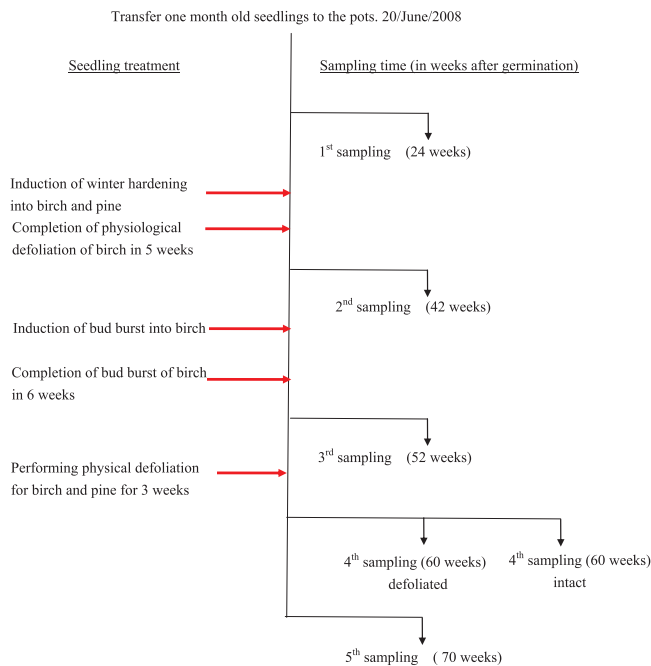 Transfer one month old seedlings to the pots. 20/June/2008
Seedling treatment
Sampling time (in weeks after germination)
1st sampling (24 weeks)
Induction of winter hardening
into birch and pine
Completion of physiological
defoliation of birch in 5 weeks
2nd sampling (42 weeks)
Induction of bud burst into birch
Completion of bud burst of birch
in 6 weeks
3rd sampling (52 weeks)
Performing physical defoliation
for birch and pine for 3 weeks
4th sampling (60 weeks)
defoliated
4th sampling (60 weeks)
intact
5th sampling ( 70 weeks)